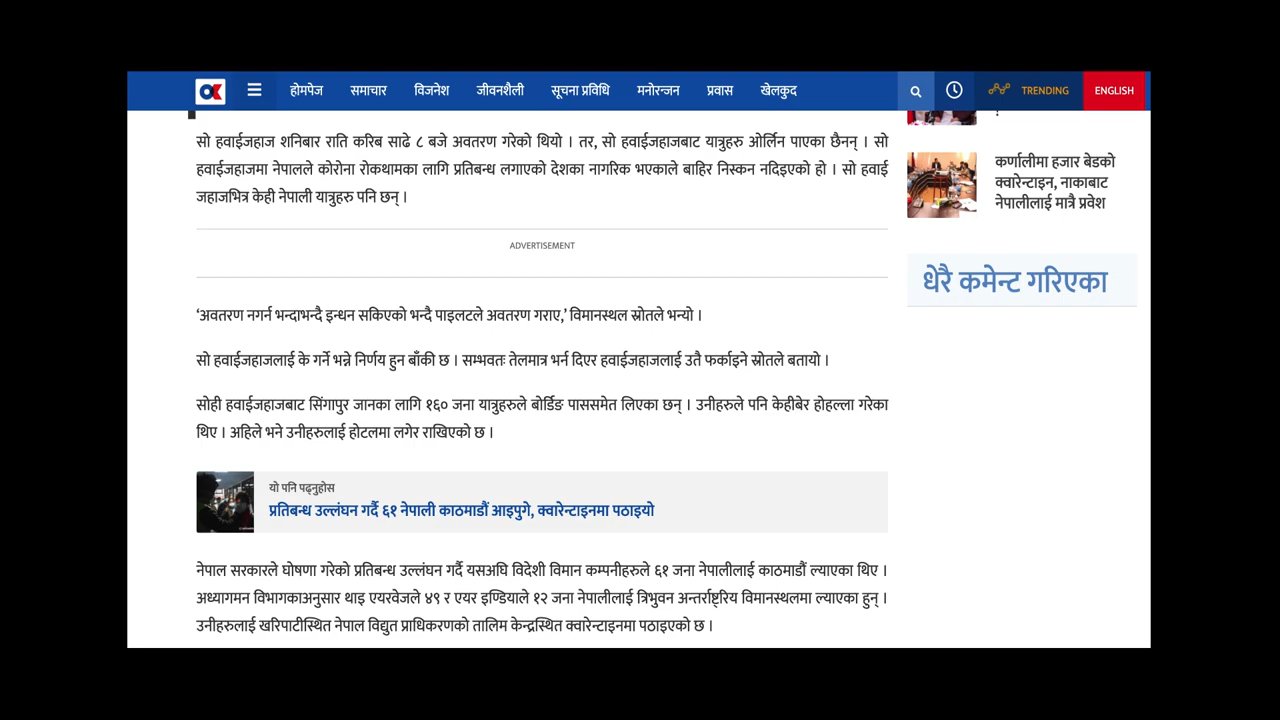 होमपेज समाचार विजनेश जीवनशैली सूचना प्रविधि मनोरन्जन प्रवास खेलकुद TRENDING ENGLISH
सो हवाईजहाज शनिबार राति करिब साढे ८ बजे अवतरण गरेको थियो । तर, सो हवाईजहाजबाट यात्रुहरु ओर्लिन पाएका छैनन् । सो
हवाईजहाजमा नेपालले कोरोना रोकथामका लागि प्रतिबन्ध लगाएको देशका नागरिक भएकाले बाहिर निस्कन नदिइएको हो । सो हवाई
जहाजभित्र केही नेपाली यात्रुहरु पनि छन् ।
ADVERTISEMENT
‘अवतरण नगर्न भन्दाभन्दै इन्धन सकिएको भन्दै पाइलटले अवतरण गराए,’ विमानस्थल स्रोतले भन्यो ।
सो हवाईजहाजलाई के गर्ने भन्ने निर्णय हुन बाँकी छ । सम्भवतः तेलमात्र भर्न दिएर हवाईजहाजलाई उतै फर्काइने स्रोतले बतायो ।
सोही हवाईजहाजबाट सिंगापुर जानका लागि १६० जना यात्रुहरुले बोर्डिङ पाससमेत लिएका छन् । उनीहरुले पनि केहीबेर होहल्ला गरेका
थिए । अहिले भने उनीहरुलाई होटलमा लगेर राखिएको छ ।
यो पनि पढ्नुहोस
प्रतिबन्ध उल्लंघन गर्दै ६१ नेपाली काठमाडौं आइपुगे, क्वारेन्टाइनमा पठाइयो
नेपाल सरकारले घोषणा गरेको प्रतिबन्ध उल्लंघन गर्दै यसअघि विदेशी विमान कम्पनीहरुले ६१ जना नेपालीलाई काठमाडौं ल्याएका थिए ।
अध्यागमन विभागकाअनुसार थाइ एयरवेजले ४९ र एयर इण्डियाले १२ जना नेपालीलाई त्रिभुवन अन्तर्राष्ट्रिय विमानस्थलमा ल्याएका हुन् ।
उनीहरुलाई खरिपाटीस्थित नेपाल विद्युत प्राधिकरणको तालिम केन्द्रस्थित क्वारेन्टाइनमा पठाइएको छ ।
कर्णालीमा हजार बेडको
क्वारेन्टाइन, नाकाबाट
नेपालीलाई मात्रै प्रवेश
धेरै कमेन्ट गरिएका